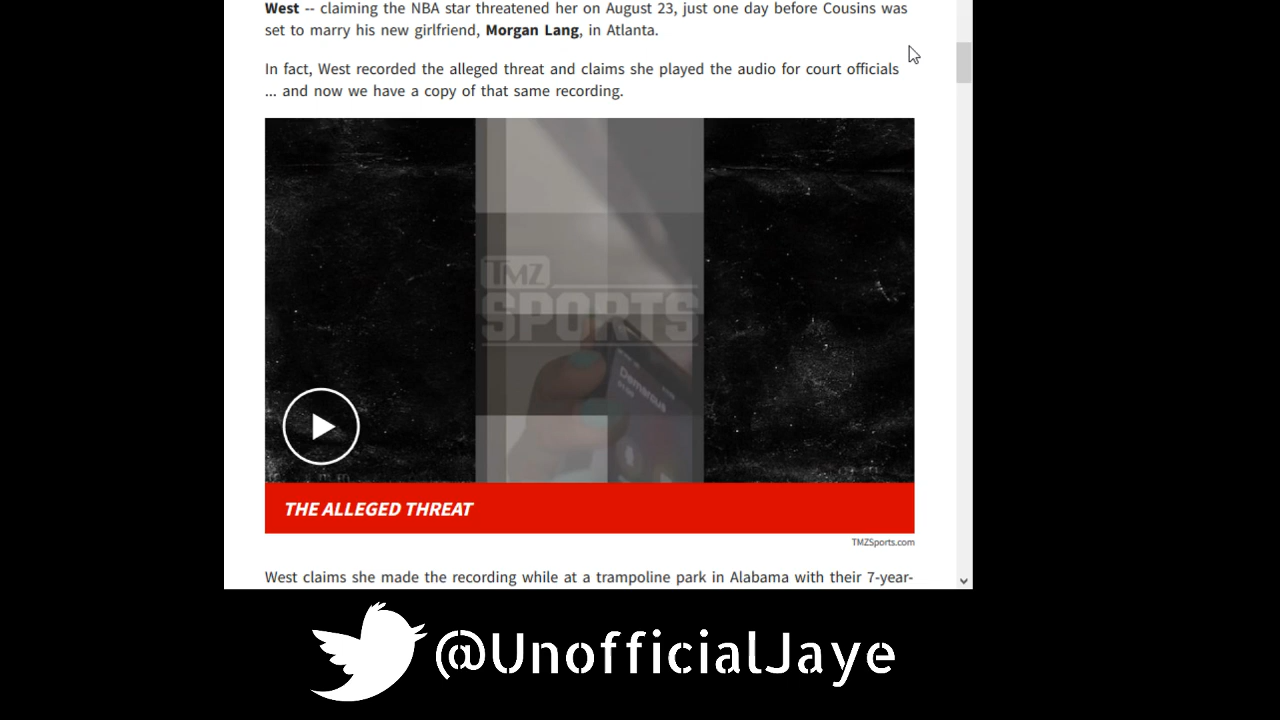 West -- claiming the NBA star threatened her on August 23, just one day before Cousins was
set to marry his new girlfriend, Morgan Lang, in Atlanta.
In fact, West recorded the alleged threat and claims she played the audio for court officials
... and now we have a copy of that same recording.
TMZ
SPORTS
Demarcus
THE ALLEGED THREAT
TMZSports.com
West claims she made the recording while at a trampoline park in Alabama with their 7-year-
@UnofficialJaye